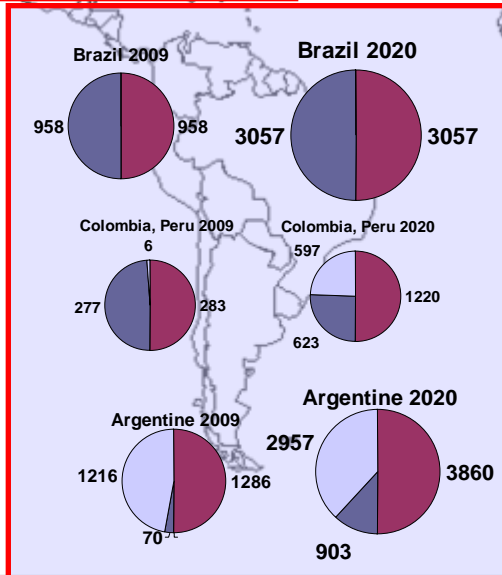 Brazil 2009
958
958
Brazil 2020
3057
3057
Colombia, Peru 2009
6
277
283
Colombia, Peru 2020
597
1220
623
Argentine 2009
1216
1286
70
Argentine 2020
2957
3860
903